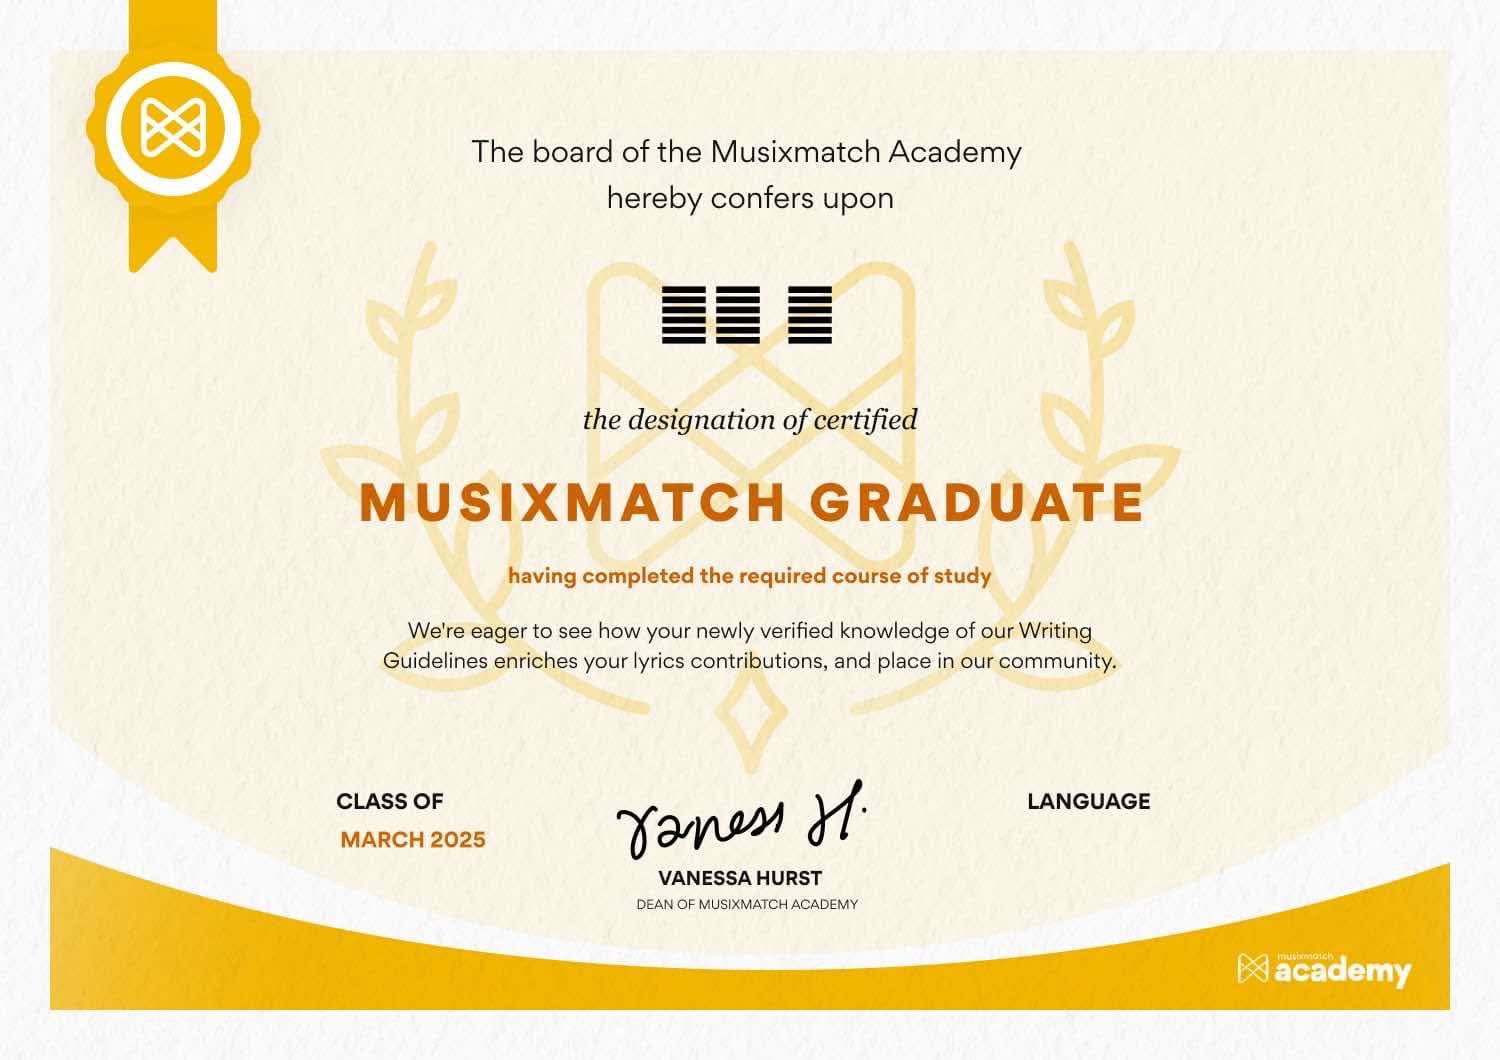 The board of the Musixmatch Academy
hereby confers upon
the designation of certified
MUSIXMATCH GRADUATE
having completed the required course of study
We're eager to see how your newly verified knowledge of our Writing
Guidelines enriches your lyrics contributions, and place in our community.
CLASS OF
MARCH 2025
Vaness H.
VANESSA HURST
DEAN OF MUSIXMATCH ACADEMY
LANGUAGE
musixmatch
academy